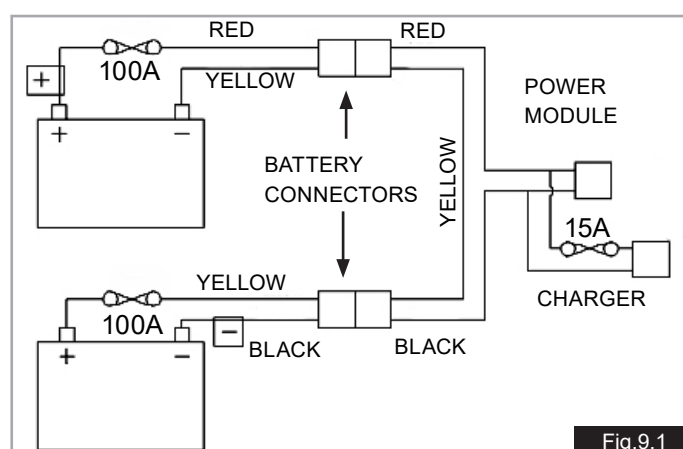 RED
RED
100A
+
YELLOW
POWER
MODULE
+
−
BATTERY
CONNECTORS
YELLOW
15A
YELLOW
CHARGER
100A
−
BLACK
BLACK
+
−
Fig.9.1